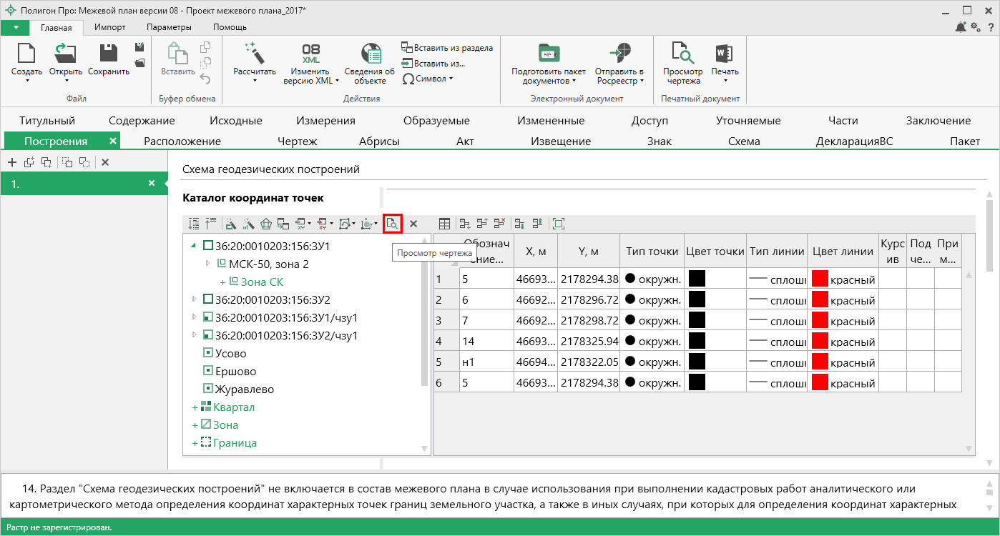 Полигон Про: Межевой план версии 08 - Проект межевого плана_2017*
Главная Импорт Параметры Помощь
Создать Открыть Сохранить
Файл
Вставить
Буфер обмена
Рассчитать
08 XML
Изменить версию XML
Сведения об объекте
Вставить из раздела
Вставить из...
Символ
Действия
Подготовить пакет документов
Отправить в Росреестр
Электронный документ
Просмотр чертежа
Печать
Печатный документ
Титульный Содержание Исходные Измерения Образуемые Измененные Доступ Уточняемые Части Заключение
Построения Расположение Чертеж Абрисы Акт Извещение Знак Схема ДекларацияВС Пакет
1.
Схема геодезических построений
Каталог координат точек
Просмотр чертежа
36:20:0010203:156:ЗУ1
МСК-50, зона 2
+ Зона СК
36:20:0010203:156:ЗУ2
36:20:0010203:156:ЗУ1/чзу1
36:20:0010203:156:ЗУ2/чзу1
Усово
Ершово
Журавлево
+ Квартал
+ Зона
+ Граница
X, м Y, м Тип точки Цвет точки Тип линии Цвет линии Курс ив Под че... При м...
1 5 46693... 2178294.38 окружн. сплошн красный
2 6 46692... 2178296.72 окружн. сплошн красный
3 7 46692... 2178298.72 окружн. сплошн красный
4 14 46693... 2178325.94 окружн. сплошн красный
5 н1 46694... 2178322.05 окружн. сплошн красный
6 5 46693... 2178294.38 окружн. сплошн красный
14. Раздел "Схема геодезических построений" не включается в состав межевого плана в случае использования при выполнении кадастровых работ аналитического или
картометрического метода определения координат характерных точек границ земельного участка, а также в иных случаях, при которых для определения координат характерных
Растр не зарегистрирован.